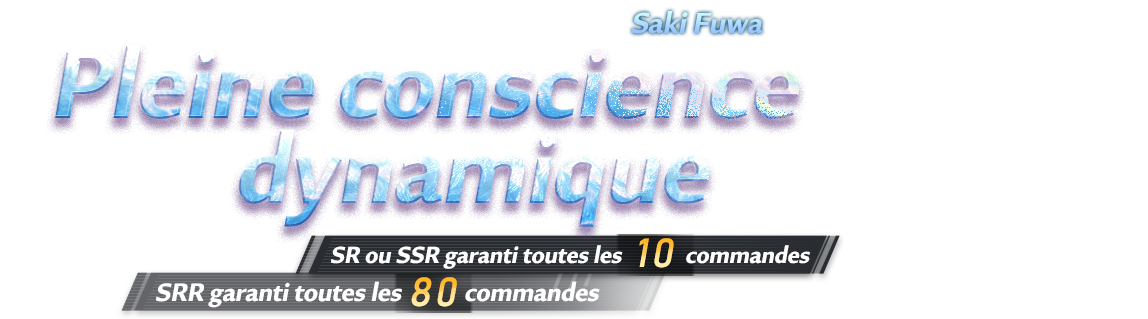 Saki Fuwa
Pleine conscience
dynamique
SR ou SSR garanti toutes les 10 commandes
SRR garanti toutes les 80 commandes